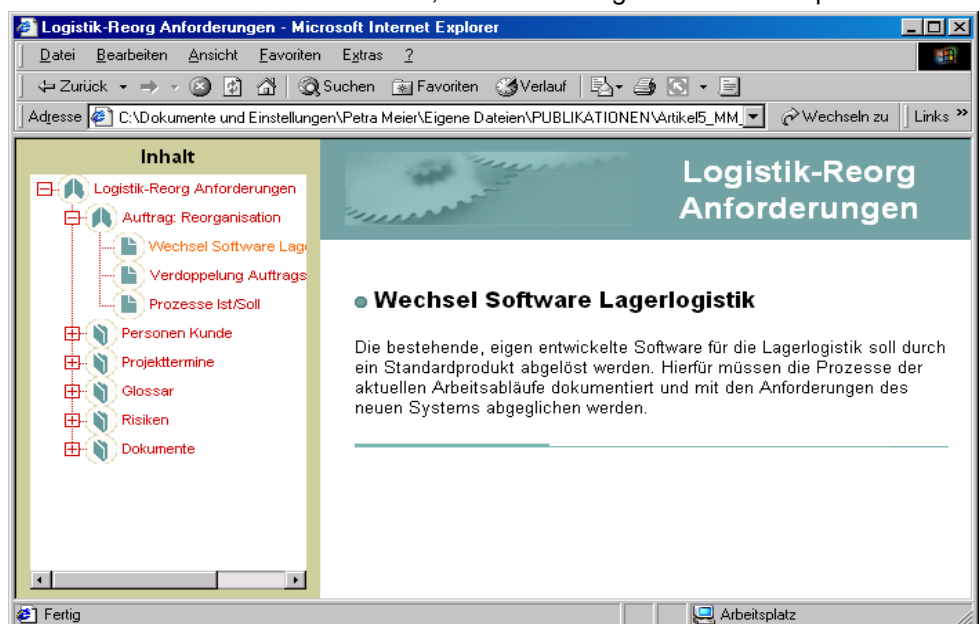 Logistik-Reorg Anforderungen - Microsoft Internet Explorer
Datei Bearbeiten Ansicht Favoriten Extras ?
Zurück Suchen Favoriten Verlauf
Adresse C:\Dokumente und Einstellungen\Petra Meier\Eigene Dateien\PUBLIKATIONEN\Artikel5_MM_ Wechseln zu Links »
Inhalt
Logistik-Reorg Anforderungen
Auftrag: Reorganisation
Wechsel Software Lage
Verdoppelung Auftrags
Prozesse Ist/Soll
Personen Kunde
Projekttermine
Glossar
Risiken
Dokumente
Logistik-Reorg
Anforderungen
Wechsel Software Lagerlogistik
Die bestehende, eigen entwickelte Software für die Lagerlogistik soll durch
ein Standardprodukt abgelöst werden. Hierfür müssen die Prozesse der
aktuellen Arbeitsabläufe dokumentiert und mit den Anforderungen des
neuen Systems abgeglichen werden.
Fertig
Arbeitsplatz